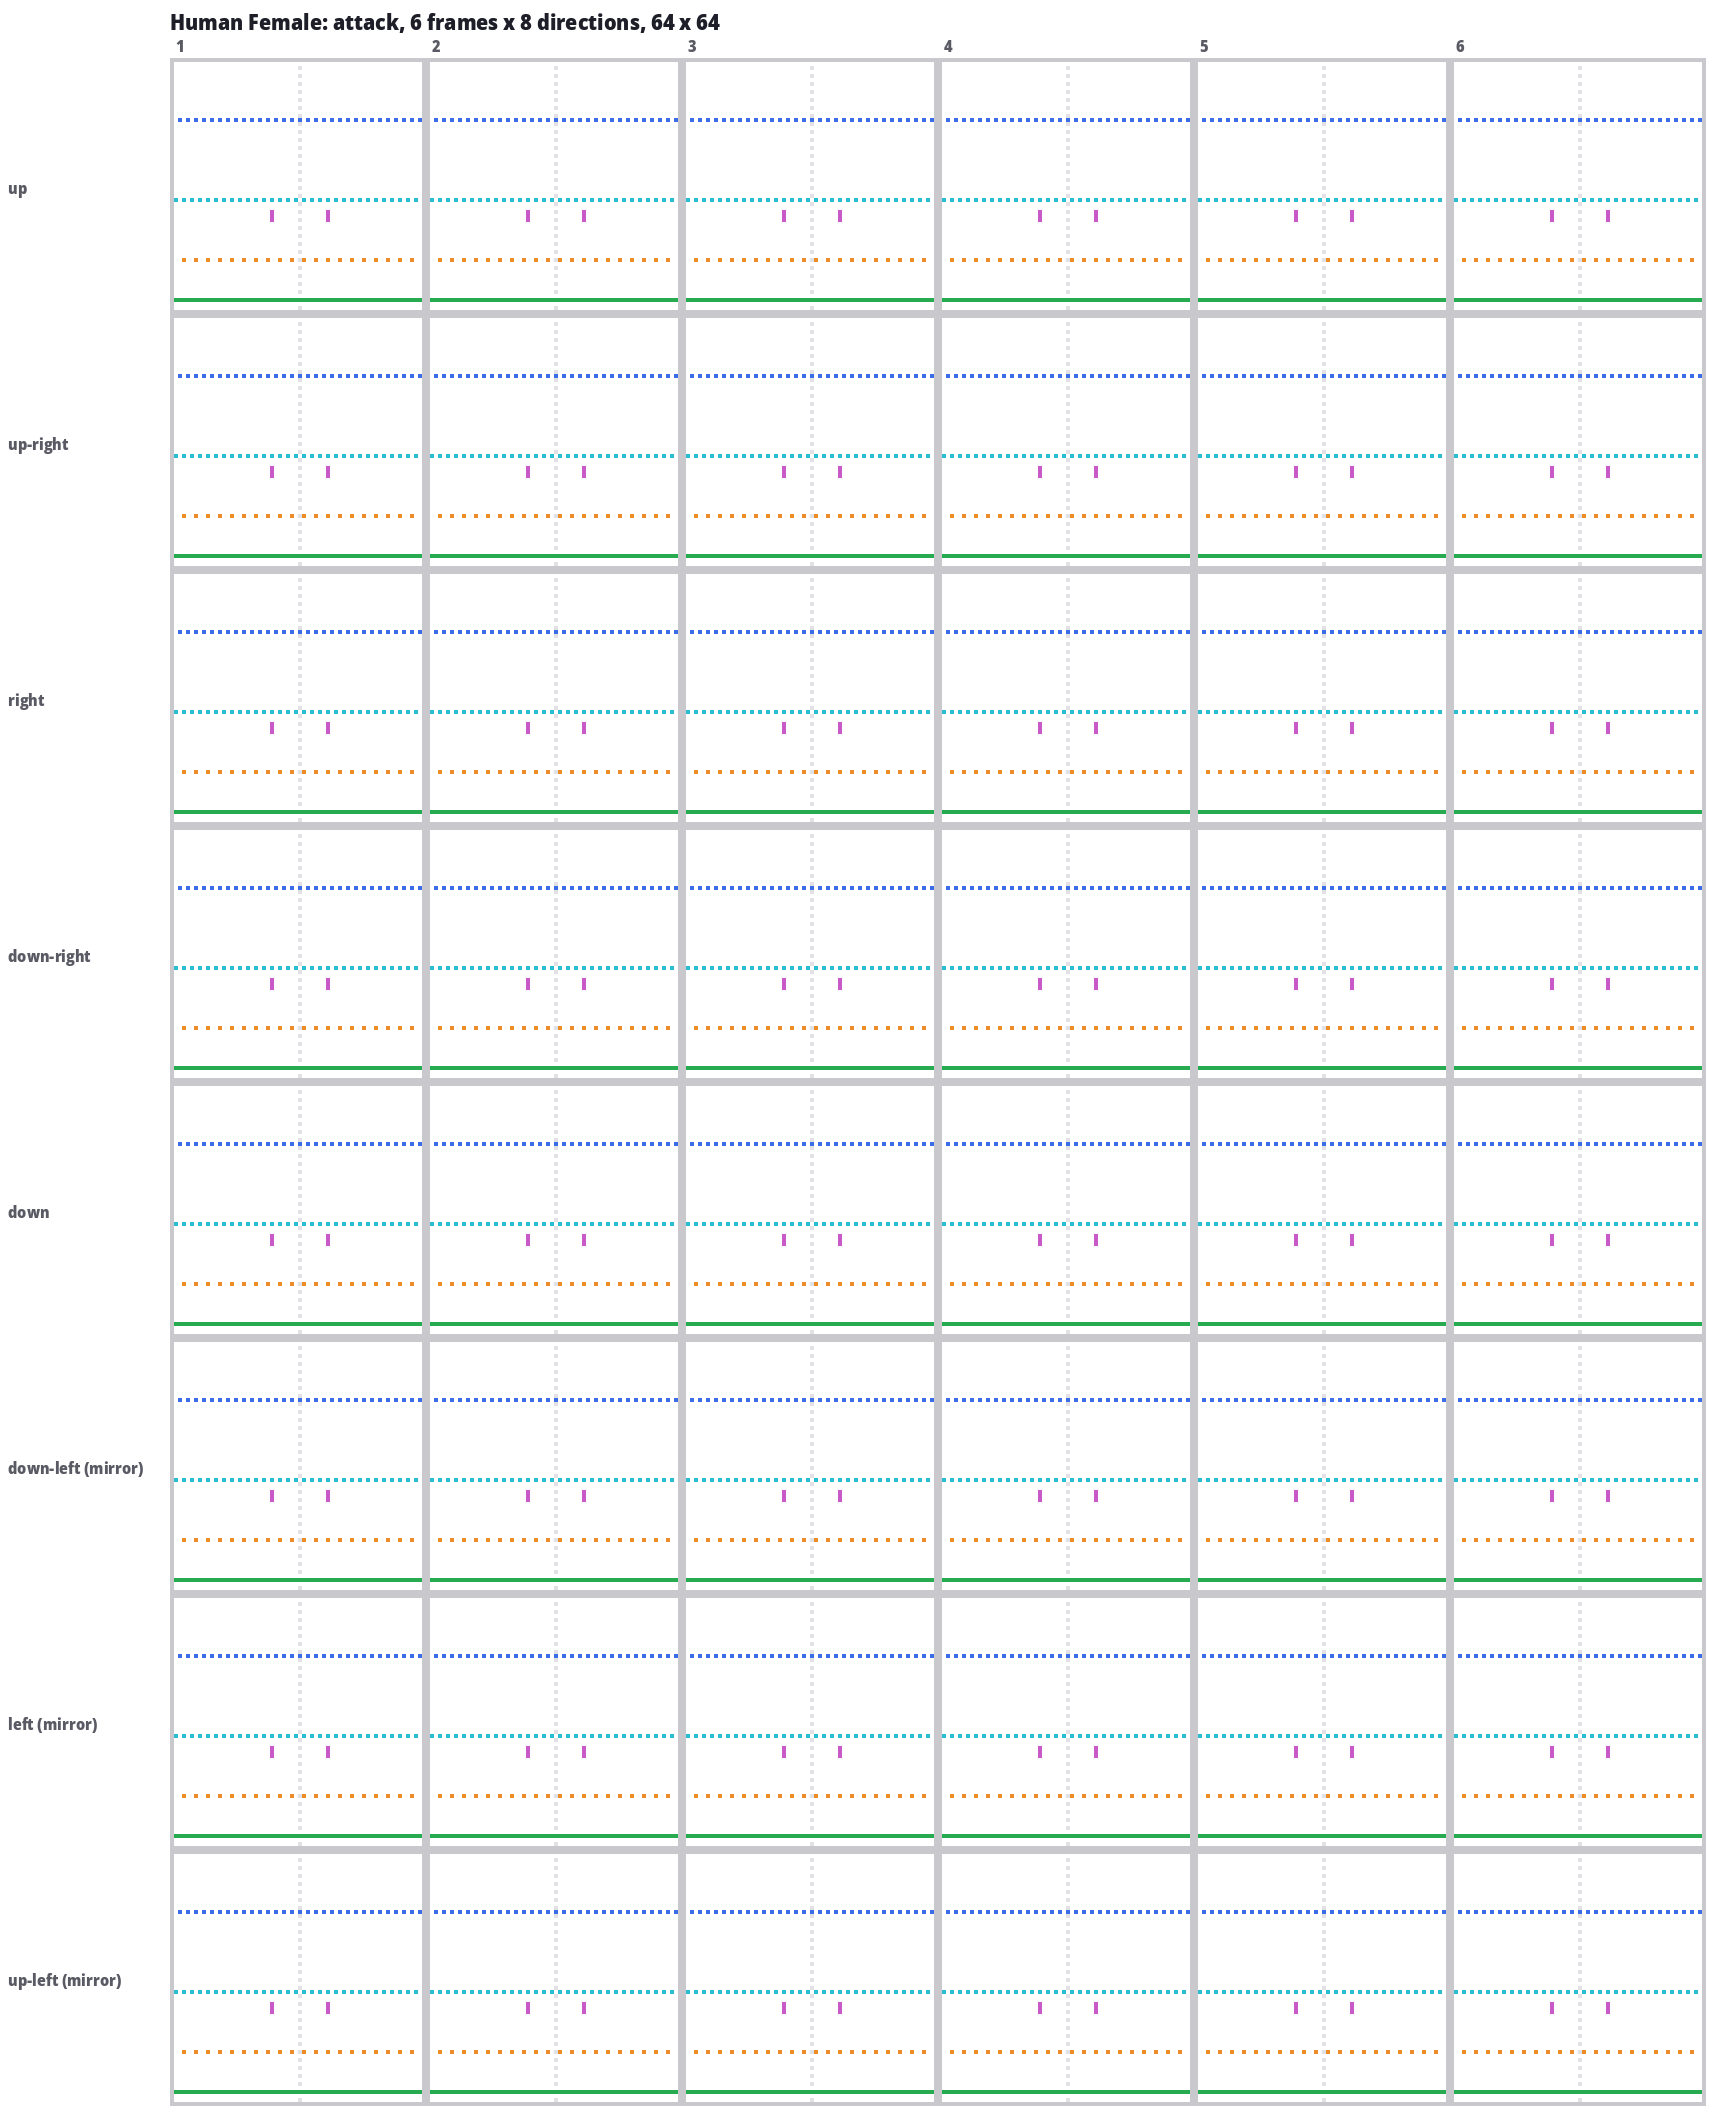 Human Female: attack, 6 frames x 8 directions, 64 x 64
1 2 3 4 5 6
up
up-right
right
down-right
down
down-left (mirror)
left (mirror)
up-left (mirror)